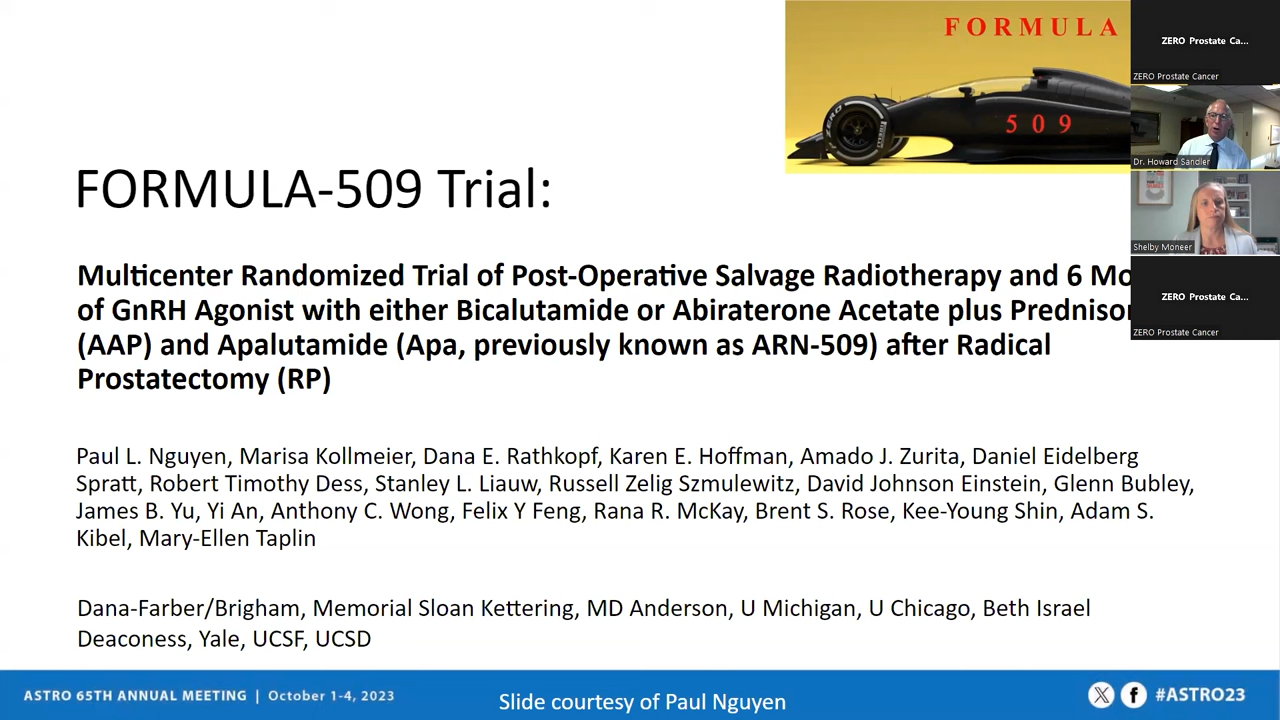 FORMULA
509
ZERO
ZERO Prostate Ca...
ZERO Prostate Cancer
Dr. Howard Sandler
Shelby Moneer
ZERO Prostate Ca...
ZERO Prostate Cancer
FORMULA-509 Trial:
Multicenter Randomized Trial of Post-Operative Salvage Radiotherapy and 6 Mo
of GnRH Agonist with either Bicalutamide or Abiraterone Acetate plus Prednison
(AAP) and Apalutamide (Apa, previously known as ARN-509) after Radical
Prostatectomy (RP)
Paul L. Nguyen, Marisa Kollmeier, Dana E. Rathkopf, Karen E. Hoffman, Amado J. Zurita, Daniel Eidelberg
Spratt, Robert Timothy Dess, Stanley L. Liauw, Russell Zelig Szmulewitz, David Johnson Einstein, Glenn Bubley,
James B. Yu, Yi An, Anthony C. Wong, Felix Y Feng, Rana R. McKay, Brent S. Rose, Kee-Young Shin, Adam S.
Kibel, Mary-Ellen Taplin
Dana-Farber/Brigham, Memorial Sloan Kettering, MD Anderson, U Michigan, U Chicago, Beth Israel
Deaconess, Yale, UCSF, UCSD
ASTRO 65TH ANNUAL MEETING | October 1-4, 2023
Slide courtesy of Paul Nguyen
#ASTRO23